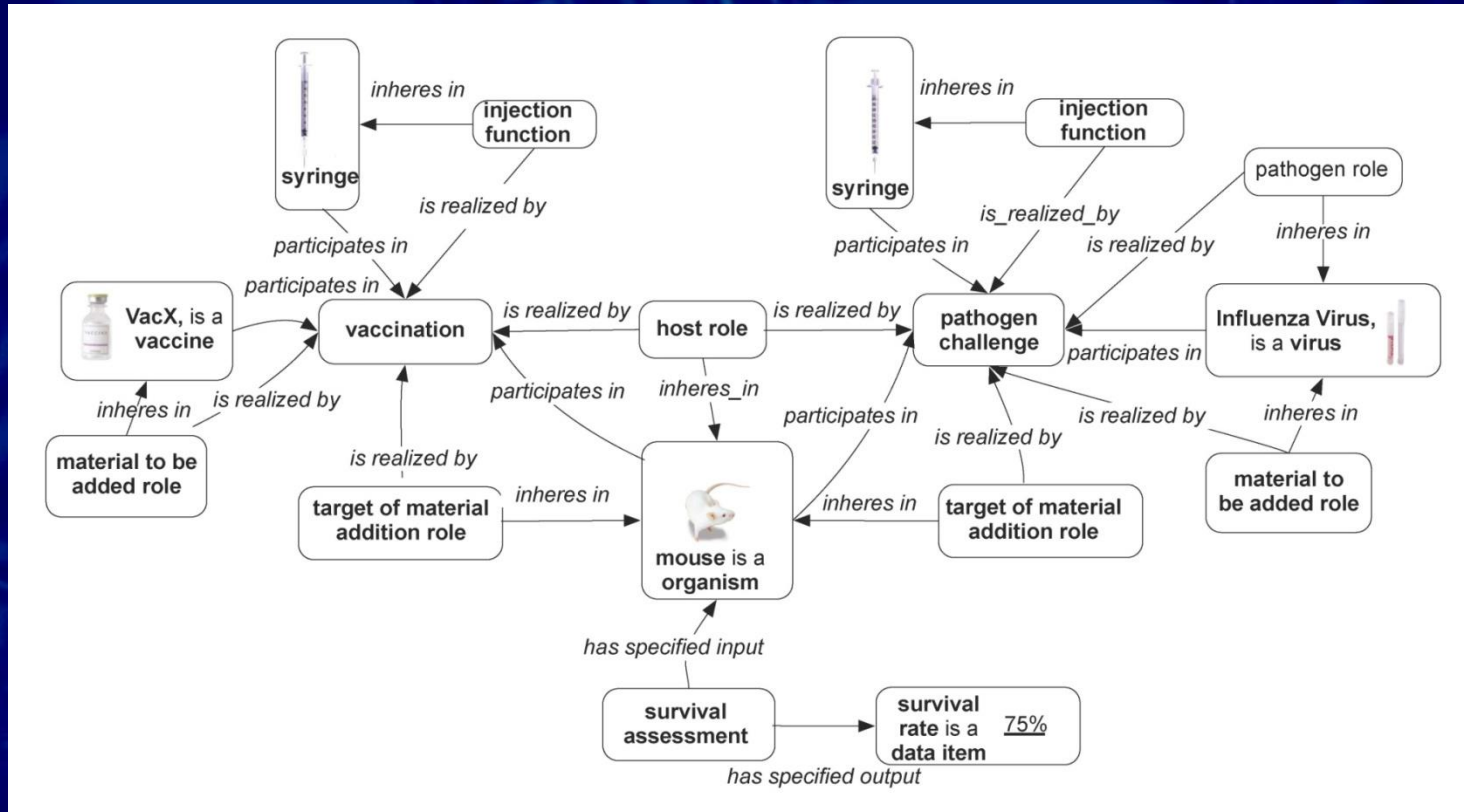 inheres in
injection
function
syringe
is realized by
participates in
participates in
VacX, is a
vaccine
vaccination
inheres in
is realized by
material to be
added role
is realized by
target of material
addition role
inheres in
is realized by
host role
is realized by
participates in
inheres_in
participates in
mouse is a
organism
inheres in
injection
function
syringe
is_realized_by
participates in
pathogen role
is realized by
inheres in
pathogen
challenge
participates in
Influenza Virus,
is a virus
is realized by
inheres in
is realized by
material to
be added role
inheres in
target of material
addition role
has specified input
survival
assessment
survival
rate is a 75%
data item
has specified output